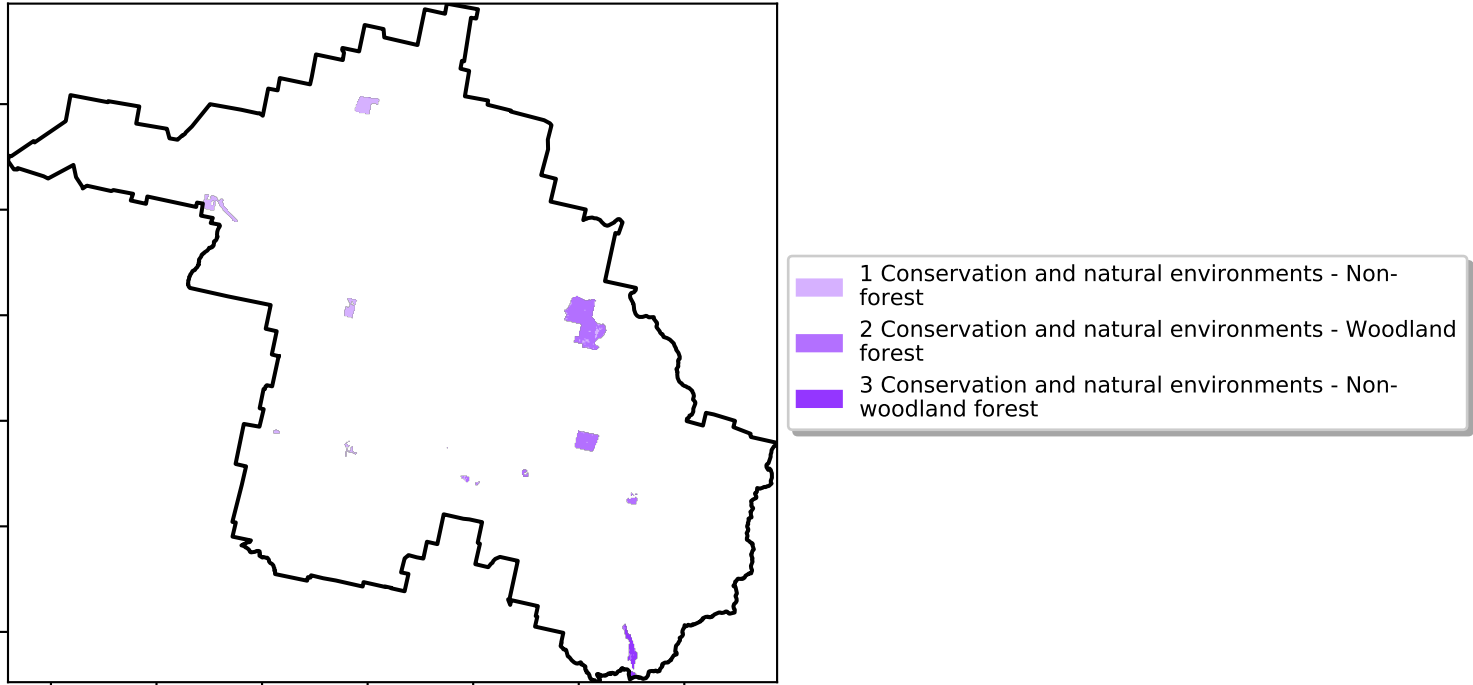 1 Conservation and natural environments - Non-
forest
2 Conservation and natural environments - Woodland
forest
3 Conservation and natural environments - Non-
woodland forest